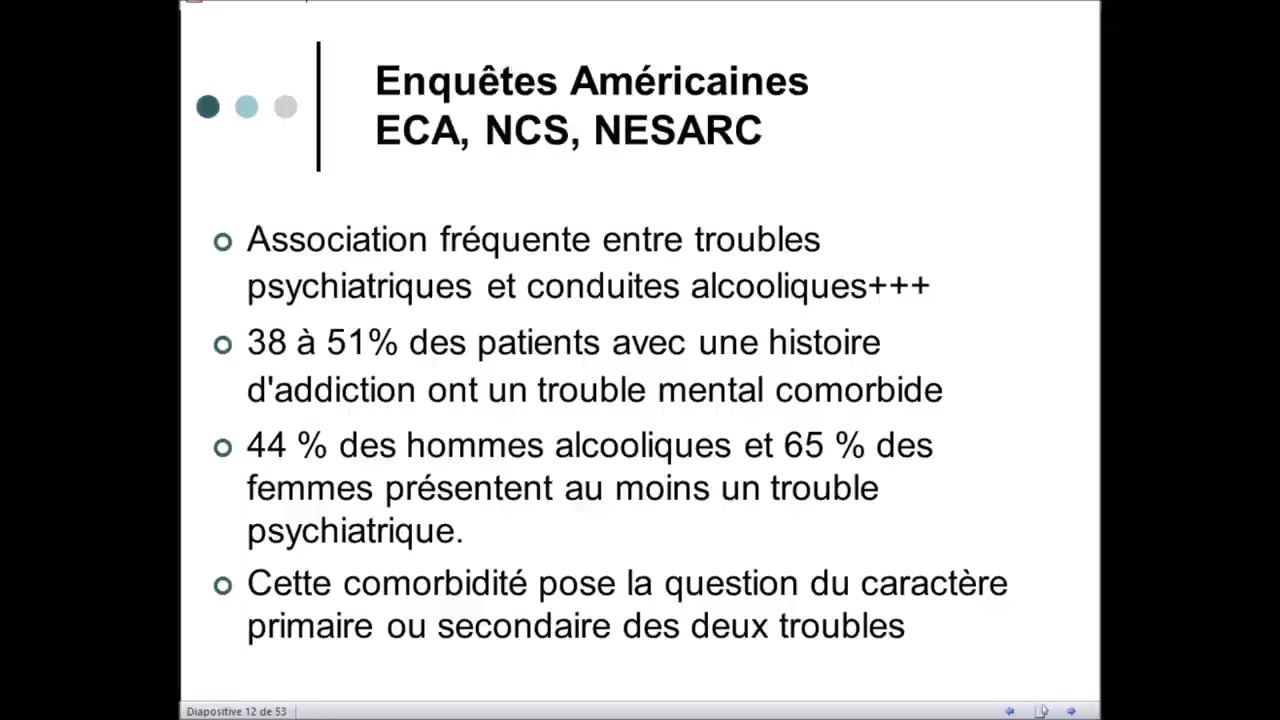 Enquêtes Américaines
ECA, NCS, NESARC
Association fréquente entre troubles
psychiatriques et conduites alcooliques+++
38 à 51% des patients avec une histoire
d'addiction ont un trouble mental comorbide
44 % des hommes alcooliques et 65 % des
femmes présentent au moins un trouble
psychiatrique.
Cette comorbidité pose la question du caractère
primaire ou secondaire des deux troubles
Diapositive 12 de 53